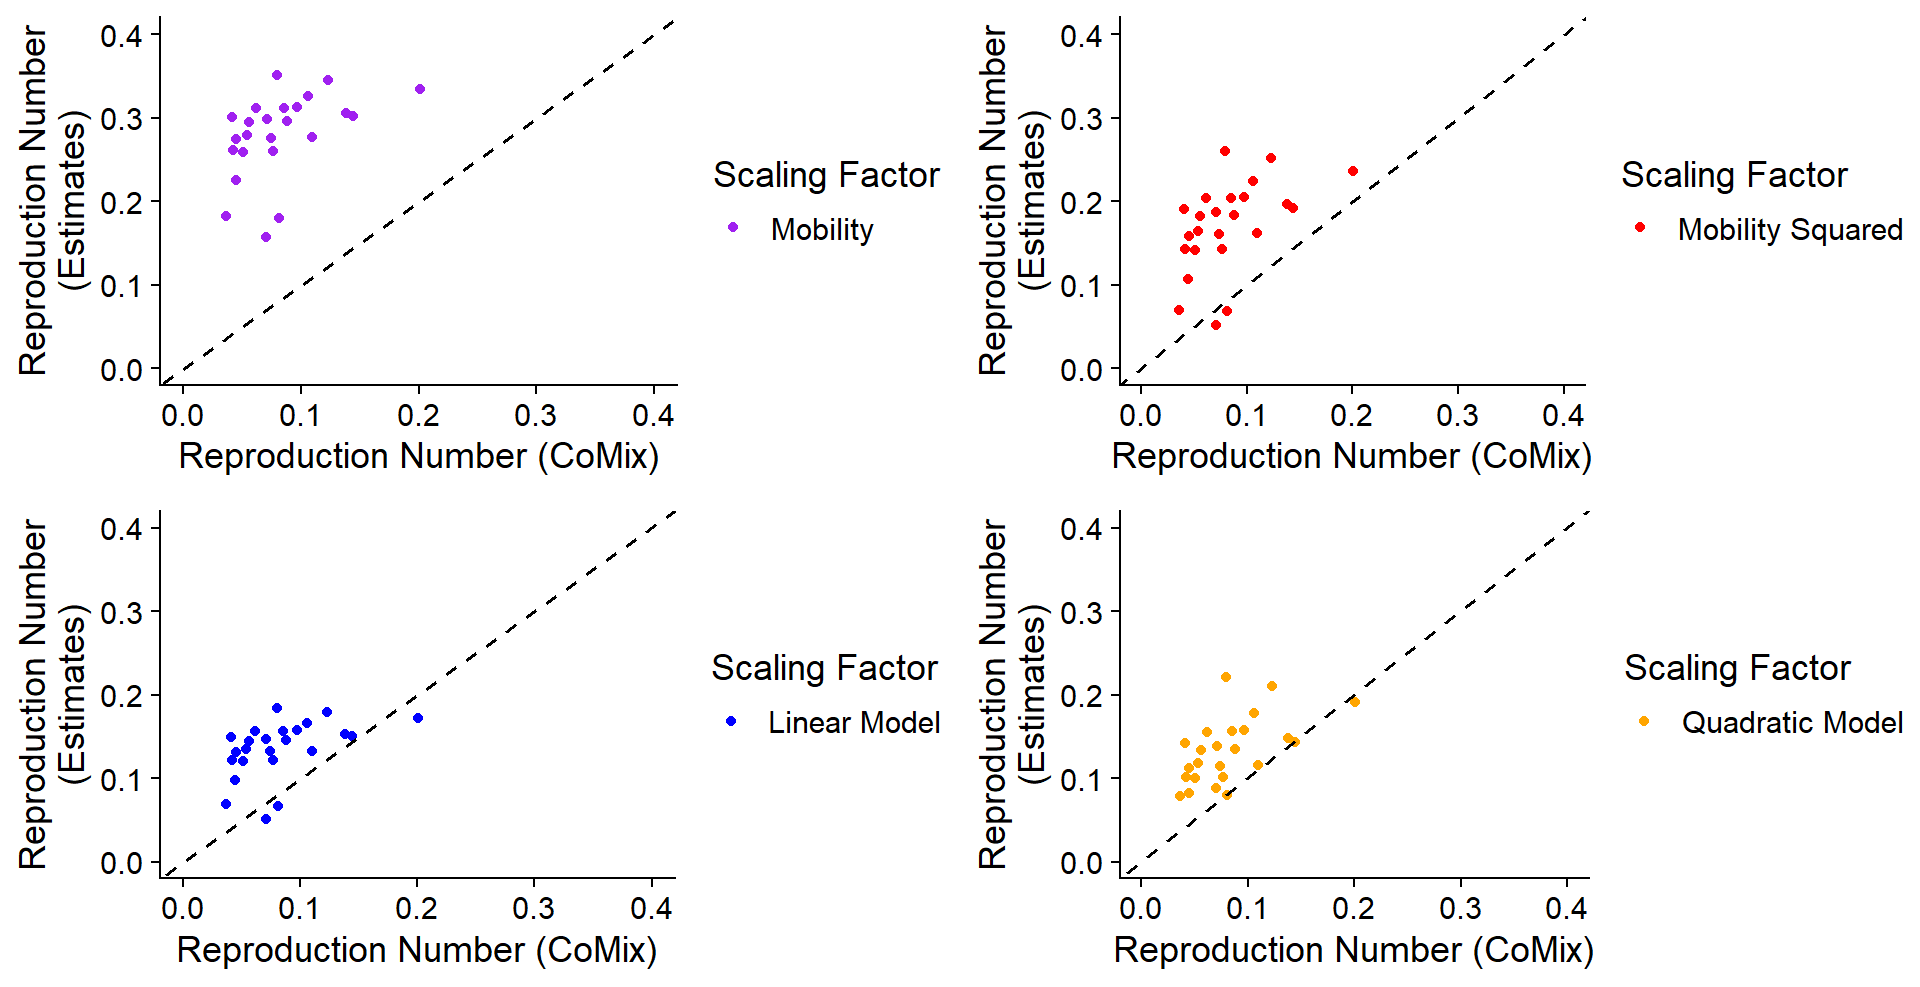 Reproduction Number
(Estimates)
0.4
0.3
0.2
0.1
0.0
0.0 0.1 0.2 0.3 0.4
Reproduction Number (CoMix)
Scaling Factor
Mobility
Reproduction Number
(Estimates)
0.4
0.3
0.2
0.1
0.0
0.0 0.1 0.2 0.3 0.4
Reproduction Number (CoMix)
Scaling Factor
Mobility Squared
Reproduction Number
(Estimates)
0.4
0.3
0.2
0.1
0.0
0.0 0.1 0.2 0.3 0.4
Reproduction Number (CoMix)
Scaling Factor
Linear Model
Reproduction Number
(Estimates)
0.4
0.3
0.2
0.1
0.0
0.0 0.1 0.2 0.3 0.4
Reproduction Number (CoMix)
Scaling Factor
Quadratic Model